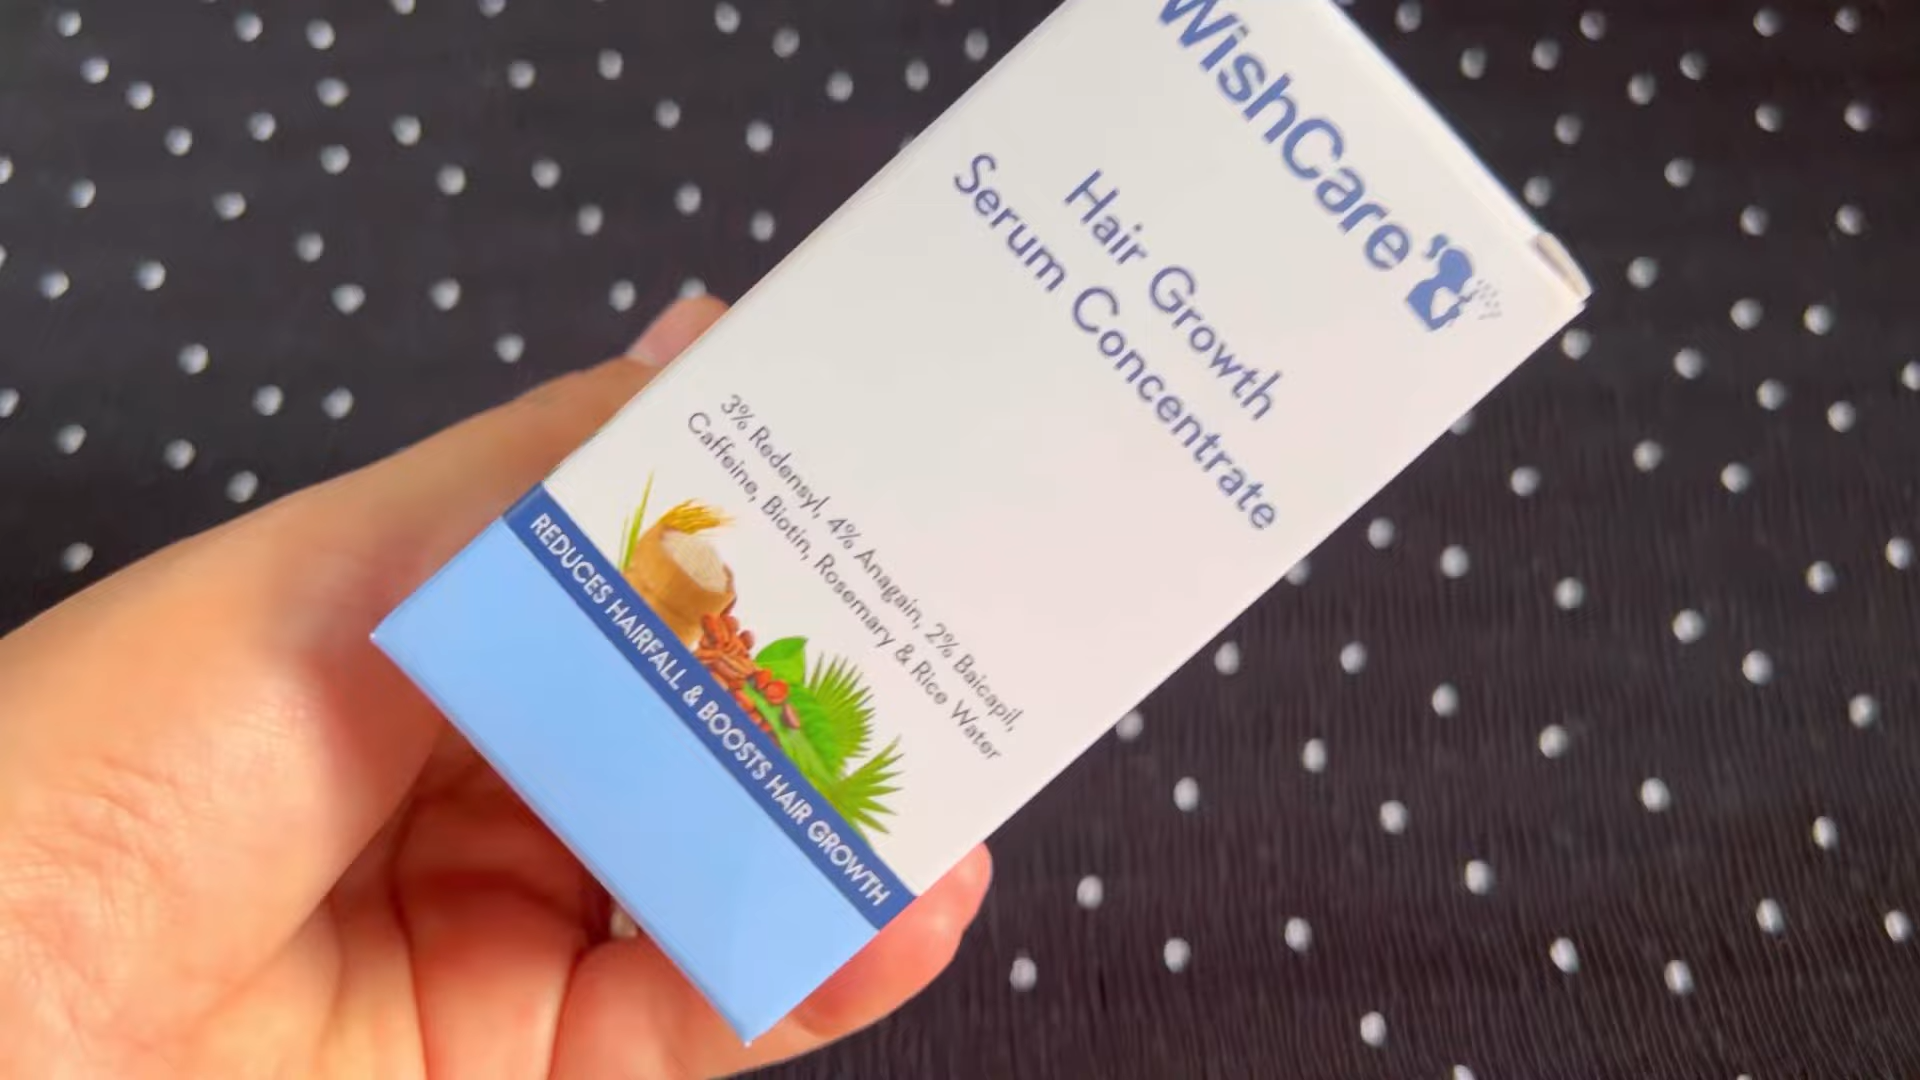 WishCare
Hair Growth
Serum Concentrate
3% Redensyl, 4% Anagain, 2% Baicapil,
Caffeine, Biotin, Rosemary & Rice Water
REDUCES HAIRFALL & BOOSTS HAIR GROWTH